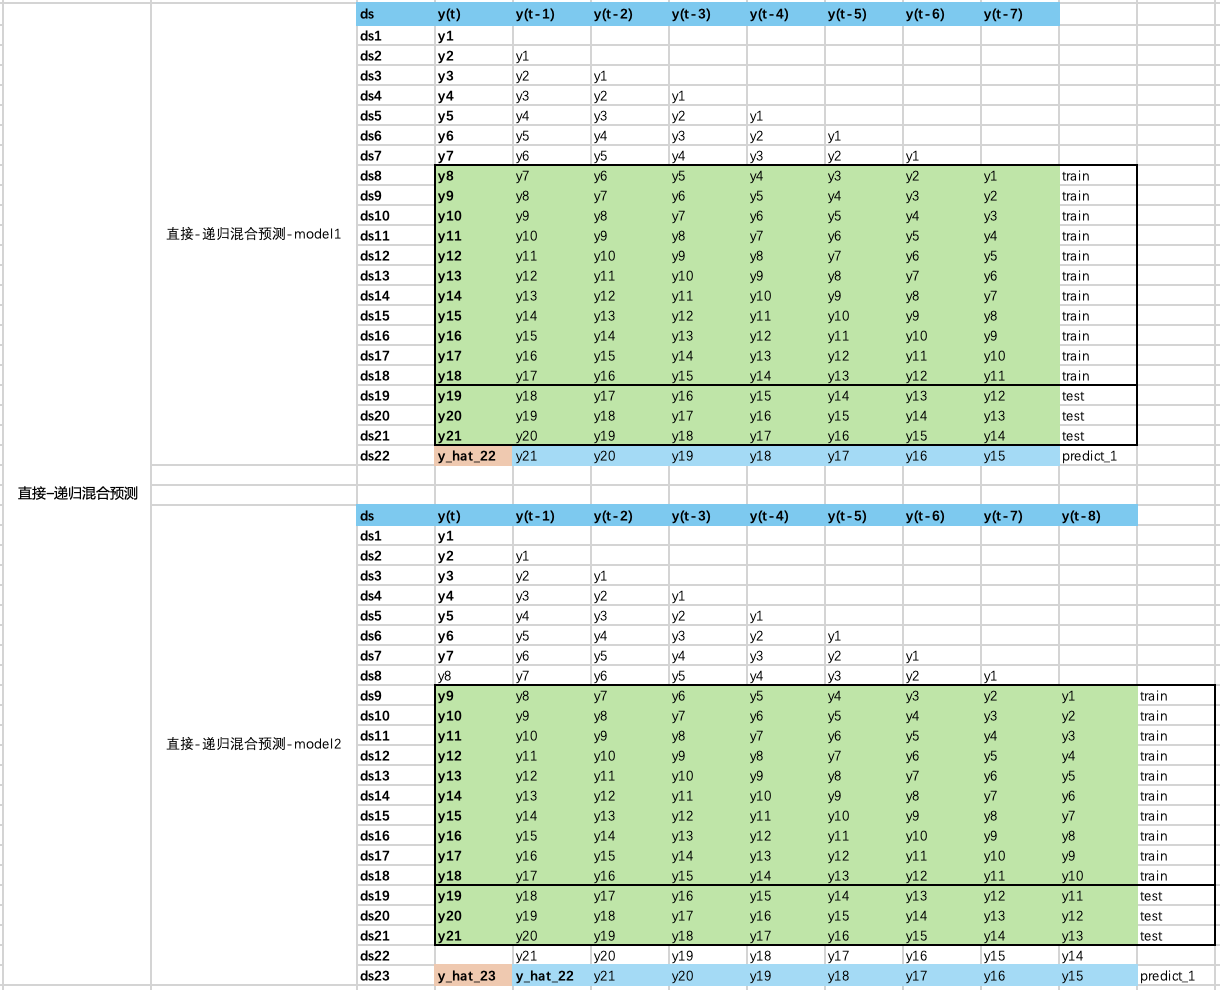 ds y(t) y(t-1) y(t-2) y(t-3) y(t-4) y(t-5) y(t-6) y(t-7)
ds1 y1
ds2 y2 y1
ds3 y3 y2 y1
ds4 y4 y3 y2 y1
ds5 y5 y4 y3 y2 y1
ds6 y6 y5 y4 y3 y2 y1
ds7 y7 y6 y5 y4 y3 y2 y1
ds8 y8 y7 y6 y5 y4 y3 y2 y1 train
ds9 y9 y8 y7 y6 y5 y4 y3 y2 train
ds10 y10 y9 y8 y7 y6 y5 y4 y3 train
直接-递归混合预测-model1
ds11 y11 y10 y9 y8 y7 y6 y5 y4 train
ds12 y12 y11 y10 y9 y8 y7 y6 y5 train
ds13 y13 y12 y11 y10 y9 y8 y7 y6 train
ds14 y14 y13 y12 y11 y10 y9 y8 y7 train
ds15 y15 y14 y13 y12 y11 y10 y9 y8 train
ds16 y16 y15 y14 y13 y12 y11 y10 y9 train
ds17 y17 y16 y15 y14 y13 y12 y11 y10 train
ds18 y18 y17 y16 y15 y14 y13 y12 y11 train
ds19 y19 y18 y17 y16 y15 y14 y13 y12 test
ds20 y20 y19 y18 y17 y16 y15 y14 y13 test
ds21 y21 y20 y19 y18 y17 y16 y15 y14 test
ds22 y_hat_22 y21 y20 y19 y18 y17 y16 y15 predict_1
直接-递归混合预测
ds y(t) y(t-1) y(t-2) y(t-3) y(t-4) y(t-5) y(t-6) y(t-7) y(t-8)
ds1 y1
ds2 y2 y1
ds3 y3 y2 y1
ds4 y4 y3 y2 y1
ds5 y5 y4 y3 y2 y1
ds6 y6 y5 y4 y3 y2 y1
ds7 y7 y6 y5 y4 y3 y2 y1
ds8 y8 y7 y6 y5 y4 y3 y2 y1
ds9 y9 y8 y7 y6 y5 y4 y3 y2 y1 train
ds10 y10 y9 y8 y7 y6 y5 y4 y3 y2 train
ds11 y11 y10 y9 y8 y7 y6 y5 y4 y3 train
直接-递归混合预测-model2
ds12 y12 y11 y10 y9 y8 y7 y6 y5 y4 train
ds13 y13 y12 y11 y10 y9 y8 y7 y6 y5 train
ds14 y14 y13 y12 y11 y10 y9 y8 y7 y6 train
ds15 y15 y14 y13 y12 y11 y10 y9 y8 y7 train
ds16 y16 y15 y14 y13 y12 y11 y10 y9 y8 train
ds17 y17 y16 y15 y14 y13 y12 y11 y10 y9 train
ds18 y18 y17 y16 y15 y14 y13 y12 y11 y10 train
ds19 y19 y18 y17 y16 y15 y14 y13 y12 y11 test
ds20 y20 y19 y18 y17 y16 y15 y14 y13 y12 test
ds21 y21 y20 y19 y18 y17 y16 y15 y14 y13 test
ds22 y21 y20 y19 y18 y17 y16 y15 y14
ds23 y_hat_23 y_hat_22 y21 y20 y19 y18 y17 y16 y15 predict_1